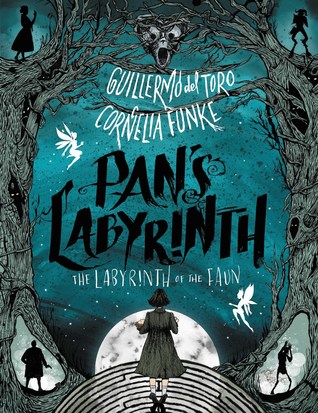 GUILLERMO del TORO
CORNELIA FUNKE
PAN'S
LABYRINTH
THE LABYRINTH OF THE FAUN